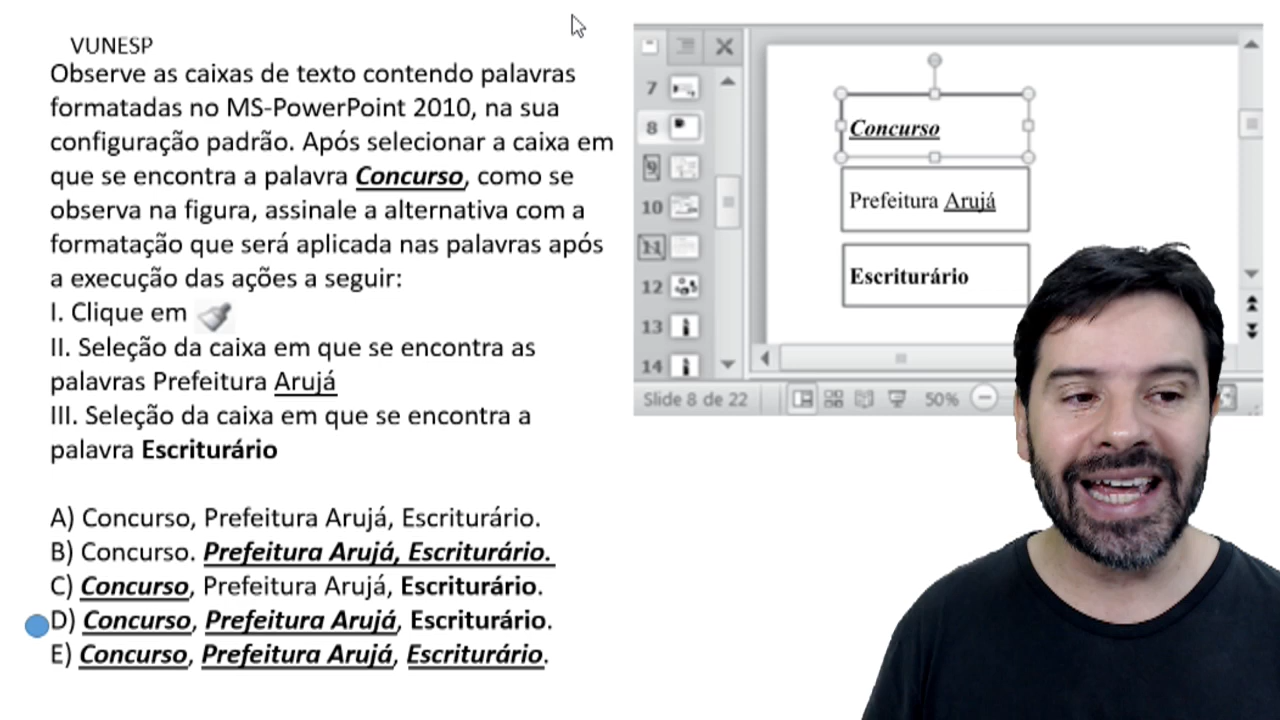 VUNESP
Observe as caixas de texto contendo palavras
formatadas no MS-PowerPoint 2010, na sua
configuração padrão. Após selecionar a caixa em
que se encontra a palavra Concurso, como se
observa na figura, assinale a alternativa com a
formatação que será aplicada nas palavras após
a execução das ações a seguir:
I. Clique em
II. Seleção da caixa em que se encontra as
palavras Prefeitura Arujá
III. Seleção da caixa em que se encontra a
palavra Escriturário
A) Concurso, Prefeitura Arujá, Escriturário.
B) Concurso. Prefeitura Arujá, Escriturário.
C) Concurso, Prefeitura Arujá, Escriturário.
D) Concurso, Prefeitura Arujá, Escriturário.
E) Concurso, Prefeitura Arujá, Escriturário.
7
8
9
10
11
12
13
14
Concurso
Prefeitura Arujá
Escriturário
Slide 8 de 22
50%